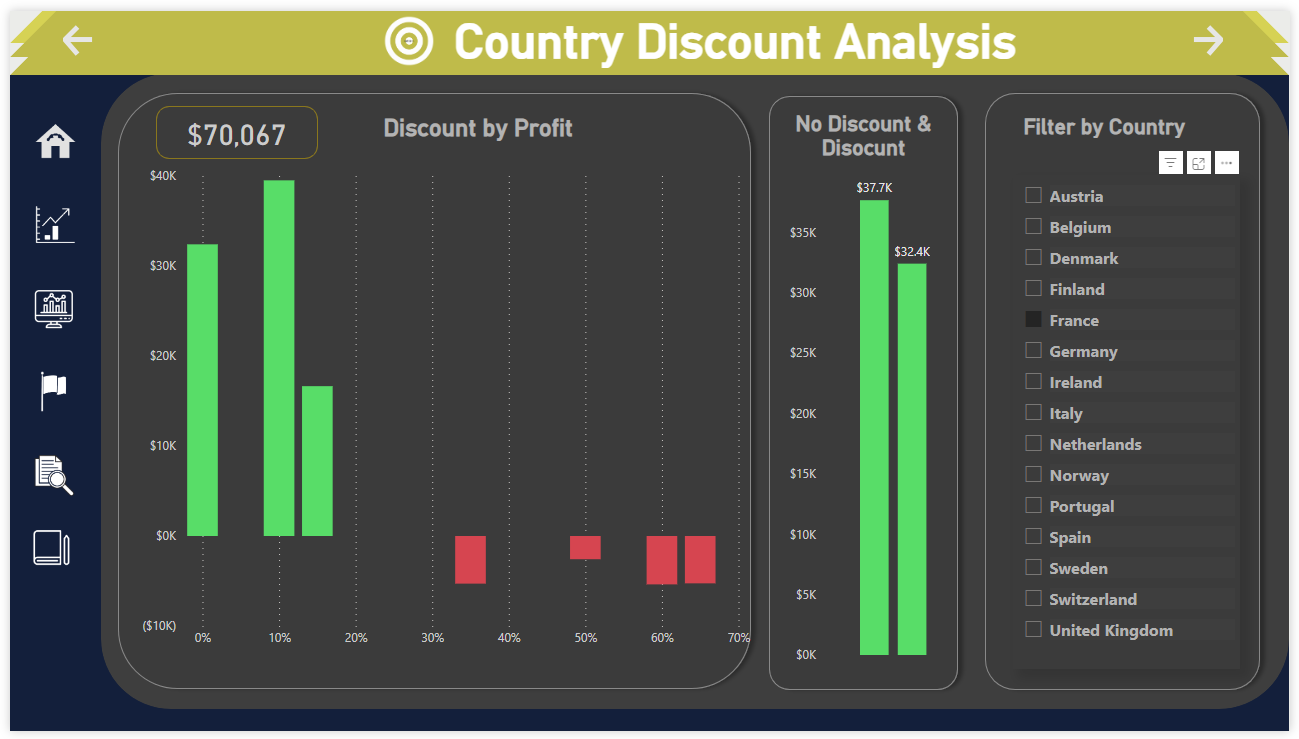 Country Discount Analysis
$70,067
Discount by Profit
$40K
$30K
$20K
$10K
$0K
($10K)
0%
10%
20%
30%
40%
50%
60%
70%
No Discount &
Disocunt
$37.7K
$32.4K
$35K
$30K
$25K
$20K
$15K
$10K
$5K
$0K
Filter by Country
Austria
Belgium
Denmark
Finland
France
Germany
Ireland
Italy
Netherlands
Norway
Portugal
Spain
Sweden
Switzerland
United Kingdom